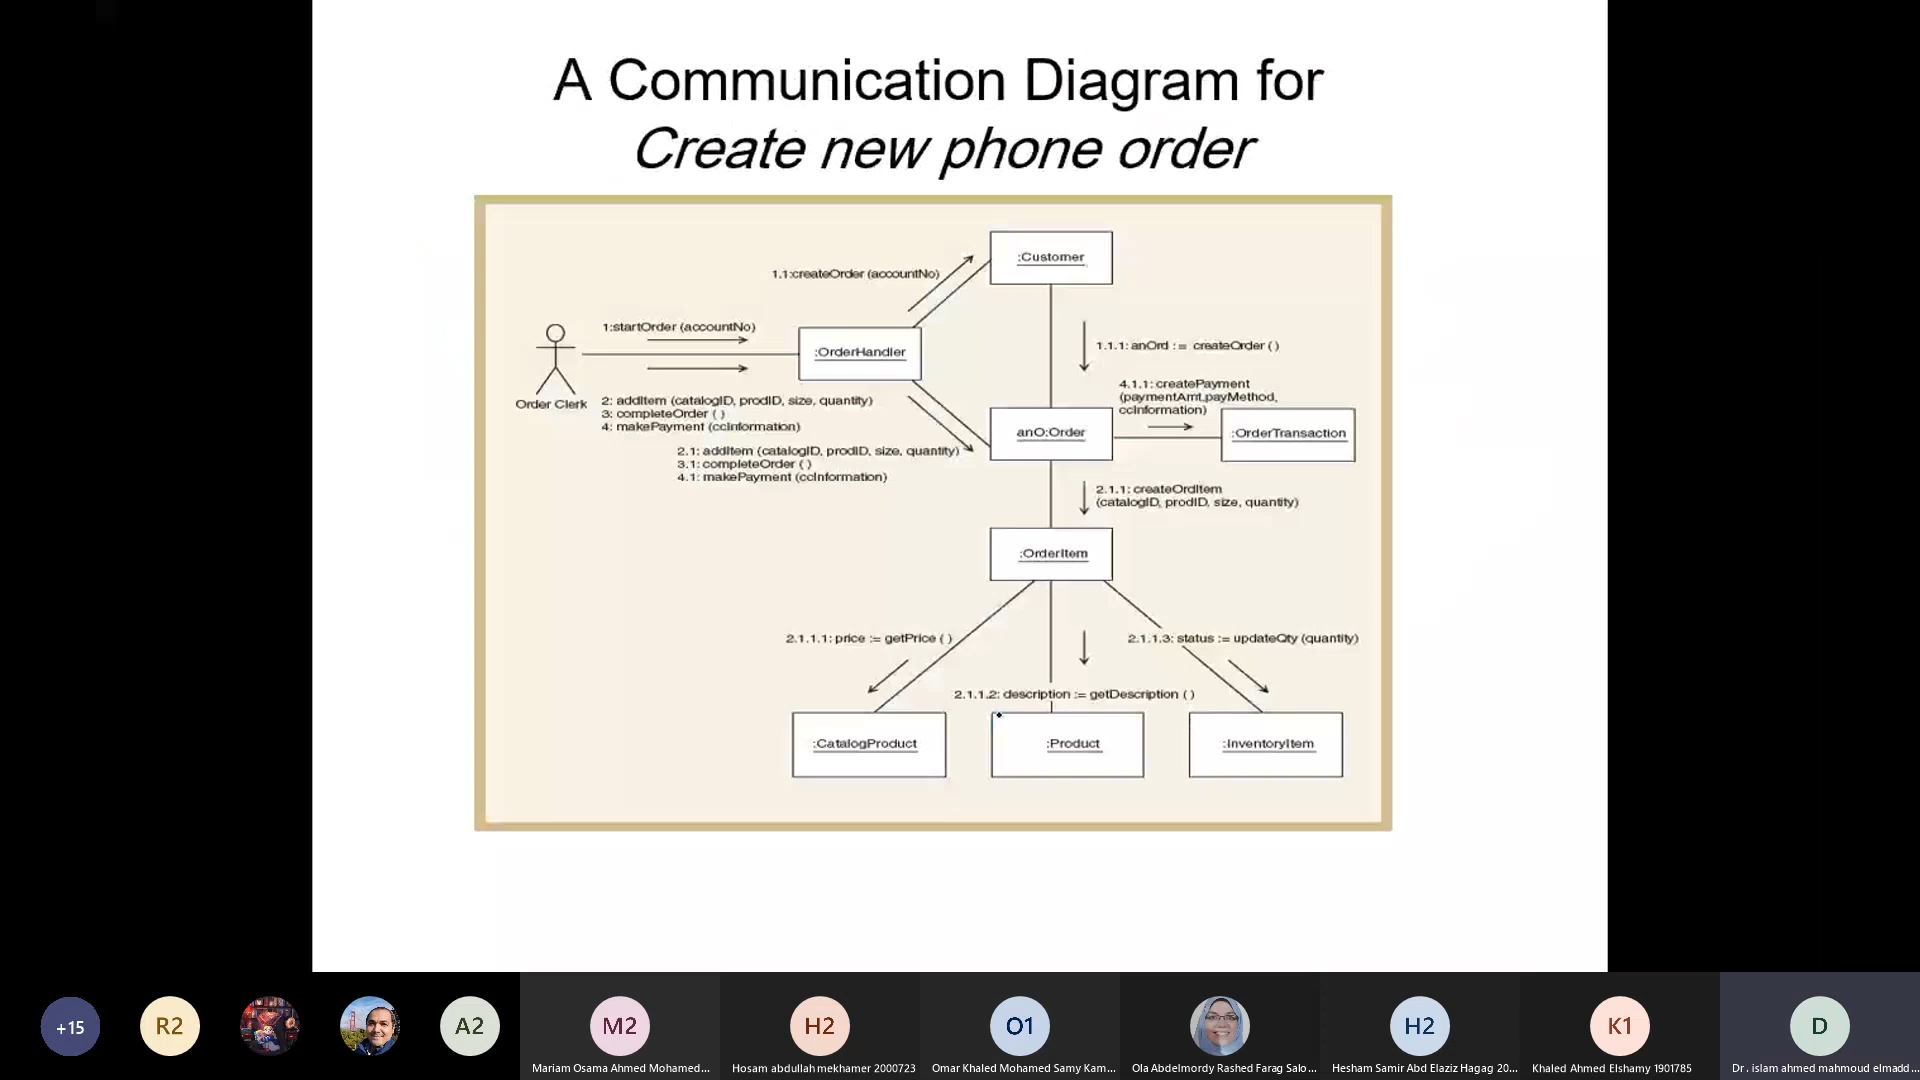 A Communication Diagram for
Create new phone order
:Customer
1.1:createOrder (accountNo)
1:startOrder (accountNo)
:OrderHandler
1.1.1: anOrd := createOrder ( )
Order Clerk
2: addItem (catalogID, prodID, size, quantity)
3: completeOrder ( )
4: makePayment (ccInformation)
4.1.1: createPayment
(paymentAmt,payMethod,
ccInformation)
anO:Order
:OrderTransaction
2.1: addItem (catalogID, prodID, size, quantity)
3.1: completeOrder ( )
4.1: makePayment (ccInformation)
2.1.1: createOrdItem
(catalogID, prodID, size, quantity)
:OrderItem
2.1.1.1: price := getPrice ( )
2.1.1.3: status := updateQty (quantity)
2.1.1.2: description := getDescription ( )
:CatalogProduct
:Product
:InventoryItem
+15
R2
A2
M2
H2
O1
H2
K1
D
Mariam Osama Ahmed Mohamed...
Hosam abdullah mekhamer 2000723
Omar Khaled Mohamed Samy Kam...
Ola Abdelmordy Rashed Farag Salo...
Hesham Samir Abd Elaziz Hagag 20...
Khaled Ahmed Elshamy 1901785
Dr . islam ahmed mahmoud elmadd...